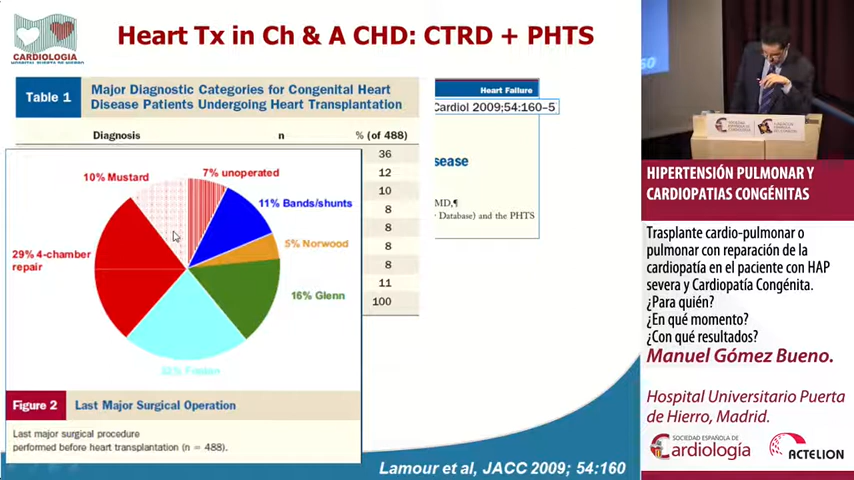 Heart Tx in Ch & A CHD: CTRD + PHTS
CARDIOLOGIA
HOSPITAL PUERTA DE HIERRO
Table 1
Major Diagnostic Categories for Congenital Heart
Disease Patients Undergoing Heart Transplantation
Diagnosis n % (of 488)
36
12
10
8
8
8
8
11
100
Heart Failure
Cardiol 2009;54:160–5
sease
MD,¶
Database) and the PHTS
10% Mustard
7% unoperated
11% Bands/shunts
5% Norwood
16% Glenn
29% 4-chamber
repair
Figure 2
Last Major Surgical Operation
Last major surgical procedure
performed before heart transplantation (n = 488).
Lamour et al, JACC 2009; 54:160
HIPERTENSIÓN PULMONAR Y
CARDIOPATIAS CONGÉNITAS
Trasplante cardio-pulmonar o
pulmonar con reparación de la
cardiopatía en el paciente con HAP
severa y Cardiopatía Congénita.
¿Para quién?
¿En qué momento?
¿Con qué resultados?
Manuel Gómez Bueno.
Hospital Universitario Puerta
de Hierro, Madrid.
SOCIEDAD ESPAÑOLA DE
Cardiología
ACTELION